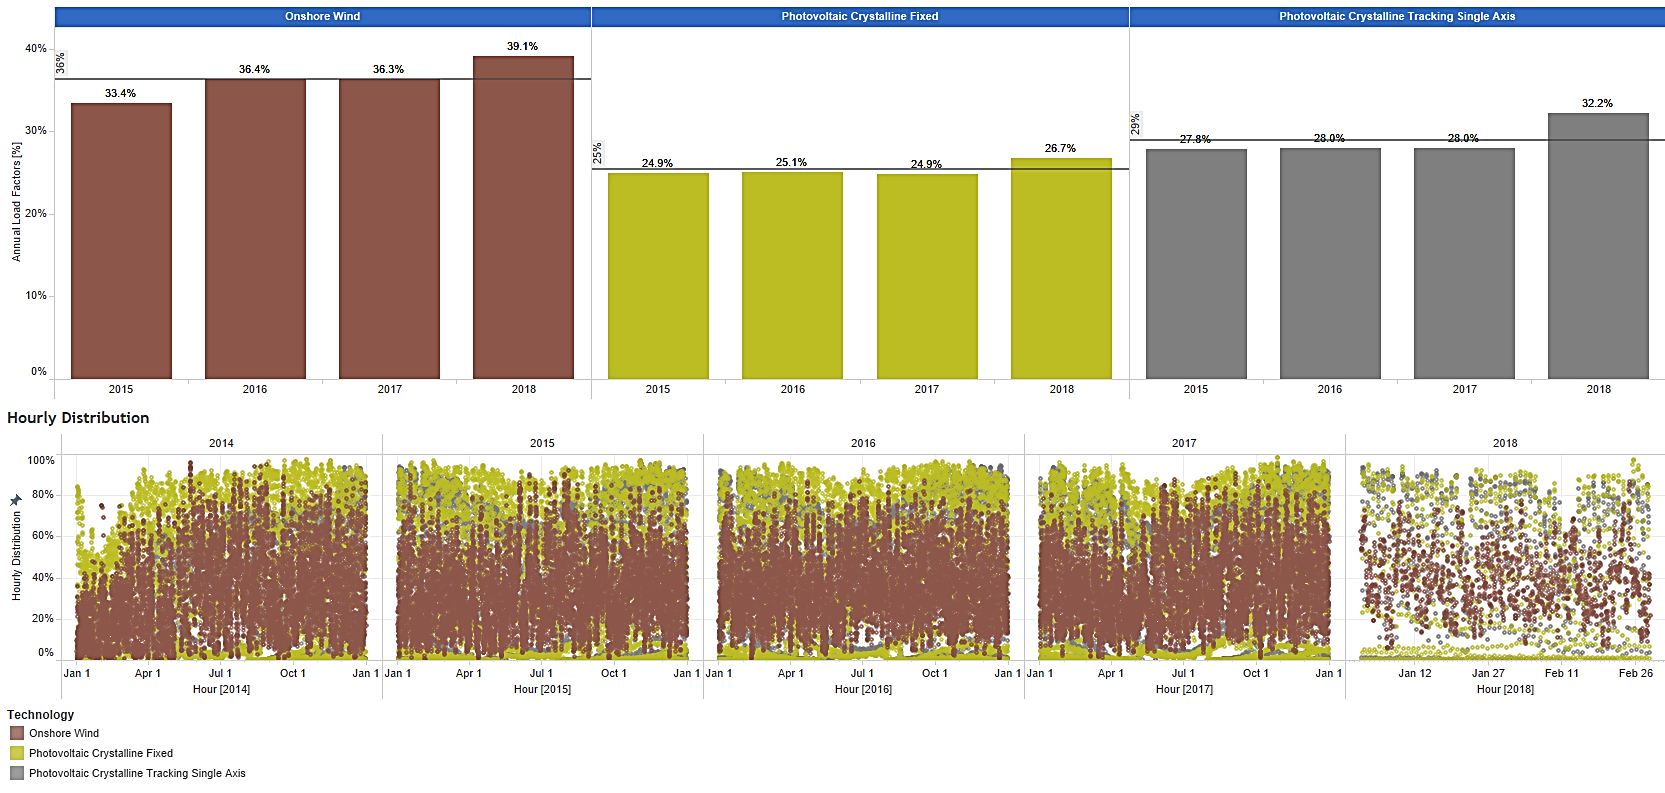 Onshore Wind
Photovoltaic Crystalline Fixed
Photovoltaic Crystalline Tracking Single Axis
Annual Load Factors [%]
40%
30%
20%
10%
0%
36%
33.4%
36.4%
36.3%
39.1%
25%
24.9%
25.1%
24.9%
26.7%
29%
27.8%
28.0%
28.0%
32.2%
2015 2016 2017 2018
2015 2016 2017 2018
2015 2016 2017 2018
Hourly Distribution
2014 2015 2016 2017 2018
Hourly Distribution
100%
80%
60%
40%
20%
0%
Jan 1 Apr 1 Jul 1 Oct 1 Jan 1
Hour [2014]
Jan 1 Apr 1 Jul 1 Oct 1 Jan 1
Hour [2015]
Jan 1 Apr 1 Jul 1 Oct 1 Jan 1
Hour [2016]
Jan 1 Apr 1 Jul 1 Oct 1 Jan 1
Hour [2017]
Jan 12 Jan 27 Feb 11 Feb 26
Hour [2018]
Technology
Onshore Wind
Photovoltaic Crystalline Fixed
Photovoltaic Crystalline Tracking Single Axis